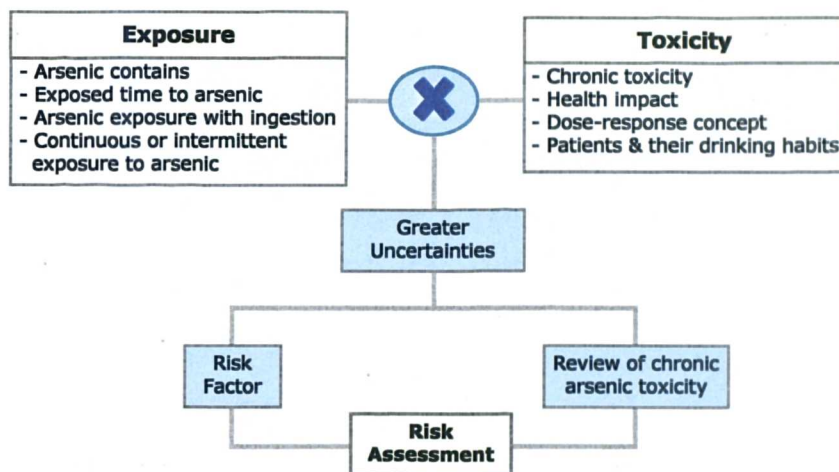 Exposure
- Arsenic contains
- Exposed time to arsenic
- Arsenic exposure with ingestion
- Continuous or intermittent
exposure to arsenic
Toxicity
- Chronic toxicity
- Health impact
- Dose-response concept
- Patients & their drinking habits
Greater
Uncertainties
Risk
Factor
Review of chronic
arsenic toxicity
Risk
Assessment